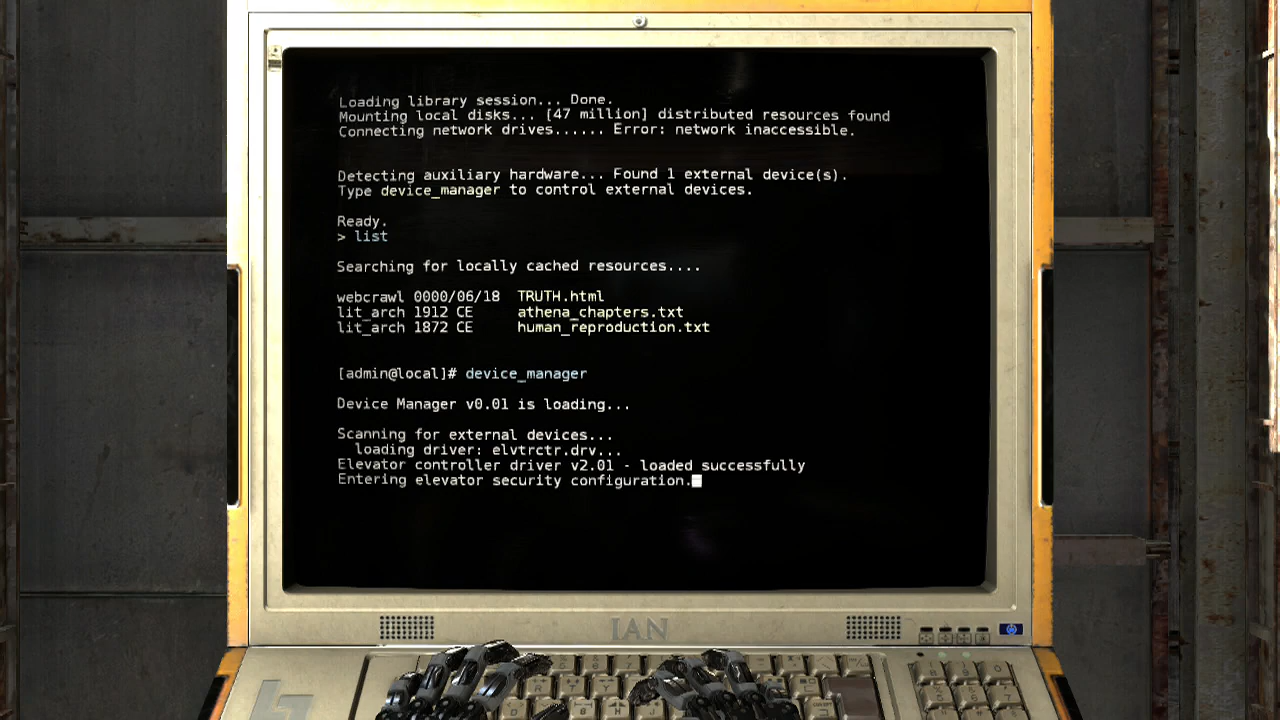 Loading library session... Done.
Mounting local disks... [47 million] distributed resources found
Connecting network drives...... Error: network inaccessible.
Detecting auxiliary hardware... Found 1 external device(s).
Type device_manager to control external devices.
Ready.
> list
Searching for locally cached resources....
webcrawl 0000/06/18 TRUTH.html
lit_arch 1912 CE athena_chapters.txt
lit_arch 1872 CE human_reproduction.txt
[admin@local]# device_manager
Device Manager v0.01 is loading...
Scanning for external devices...
loading driver: elvtrctr.drv...
Elevator controller driver v2.01 - loaded successfully
Entering elevator security configuration.
IAN